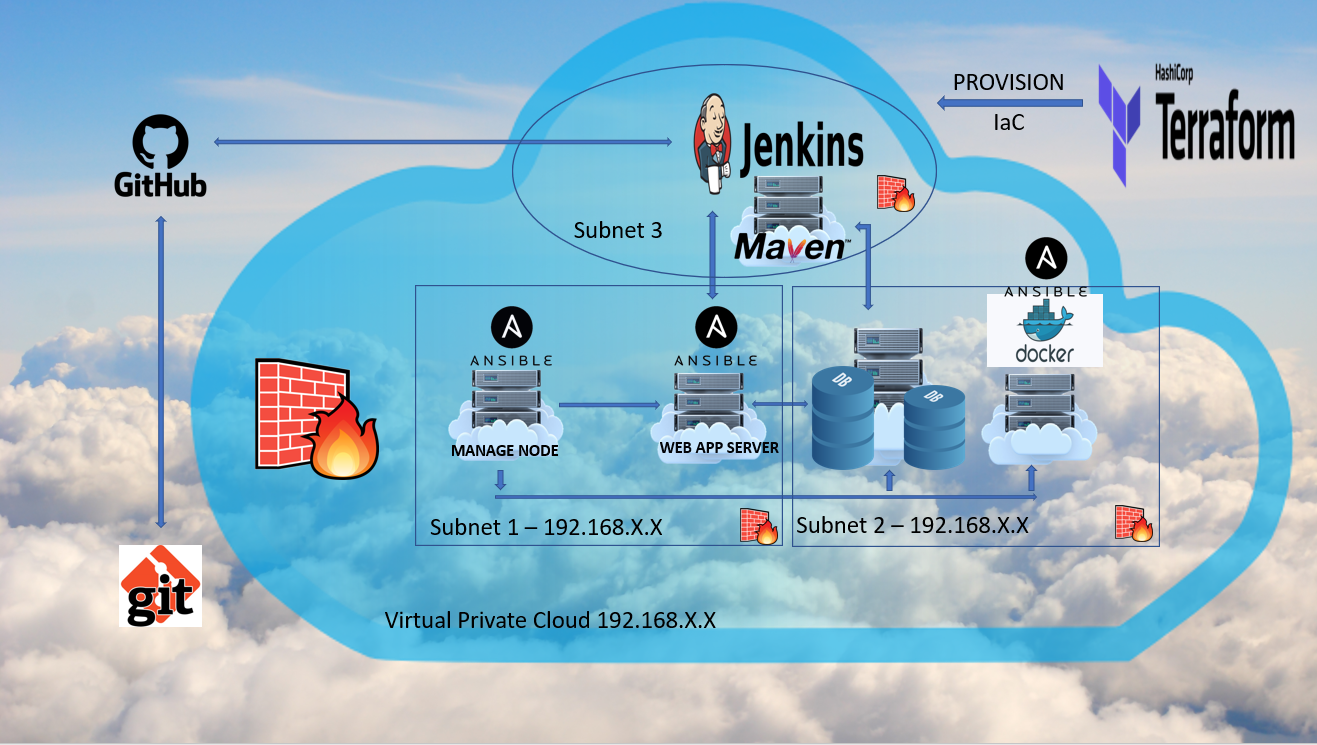 PROVISION
IaC
HashiCorp
Terraform
GitHub
Jenkins
Maven™
Subnet 3
ANSIBLE
docker
ANSIBLE
ANSIBLE
DB
DB
MANAGE NODE
WEB APP SERVER
Subnet 1 – 192.168.X.X
Subnet 2 – 192.168.X.X
git
Virtual Private Cloud 192.168.X.X